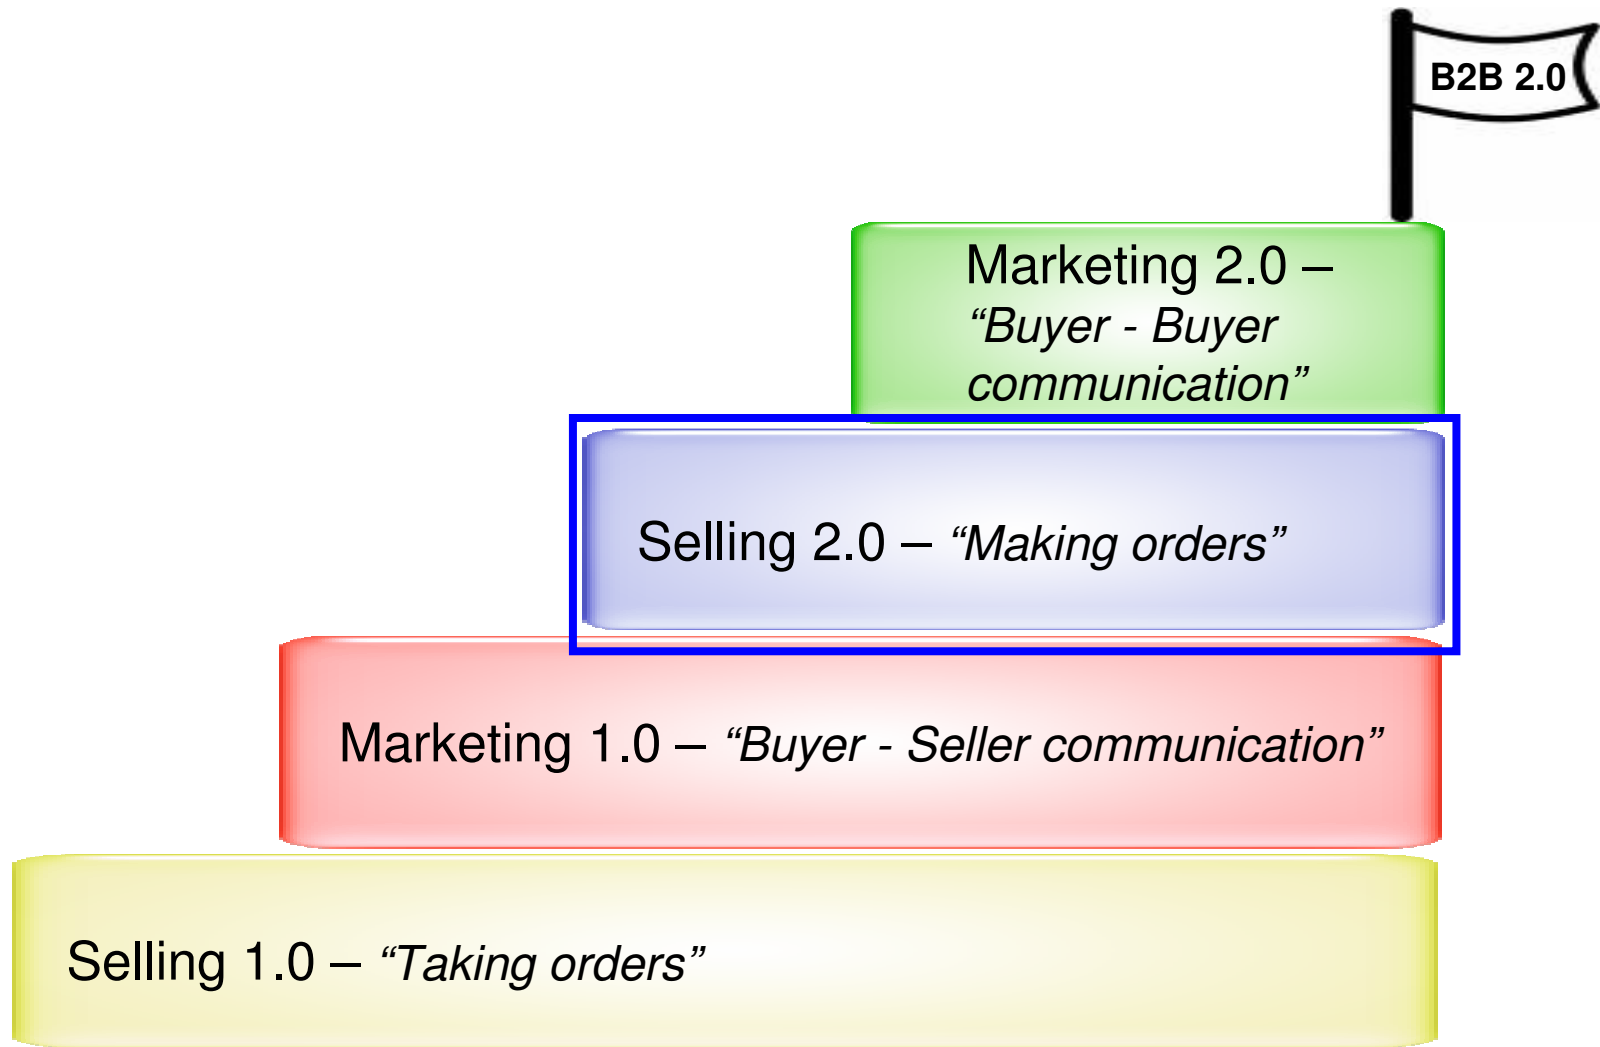 B2B 2.0
Marketing 2.0 –
“Buyer - Buyer
communication”
Selling 2.0 – “Making orders”
Marketing 1.0 – “Buyer - Seller communication”
Selling 1.0 – “Taking orders”